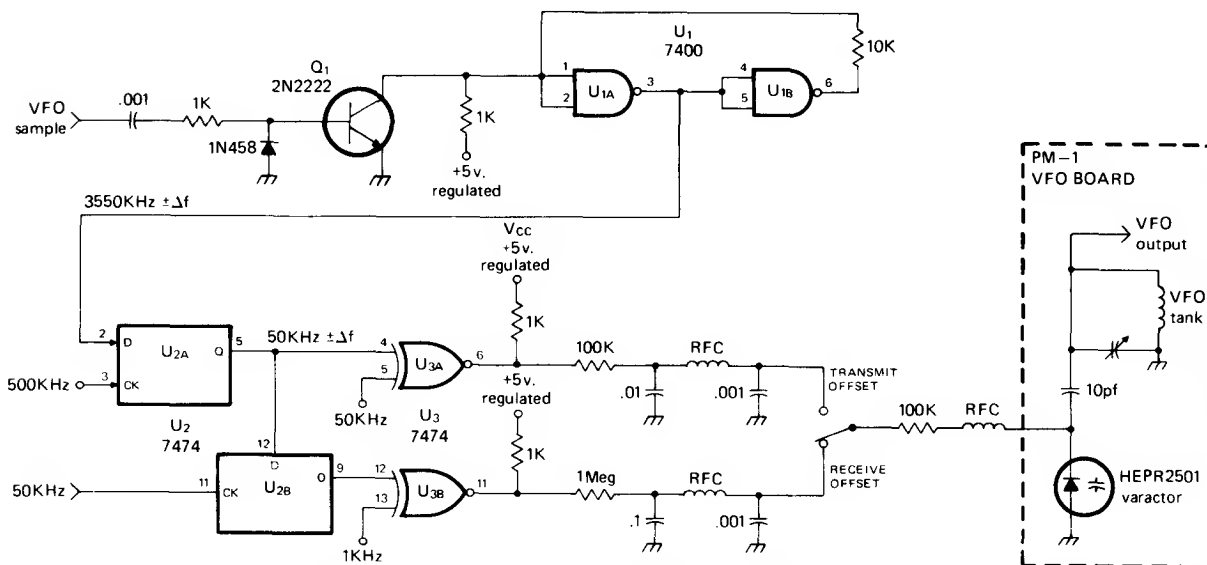 VFO
sample
.001
1K
1N458
Q1
2N2222
1K
+5v.
regulated
U1
7400
1
2
U1A
3
4
5
U1B
6
10K
3550KHz ±Δf
Vcc
+5v.
regulated
1K
2
D
U2A
Q
5
500KHz
3
CK
U2
7474
50KHz ±Δf
4
5
U3A
6
50KHz
U3
7474
+5v.
regulated
1K
100K
.01
RFC
.001
TRANSMIT
OFFSET
12
D
50KHz
11
CK
U2B
Q
9
12
13
U3B
11
1KHz
1Meg
.1
RFC
.001
RECEIVE
OFFSET
100K
RFC
PM-1
VFO BOARD
VFO
output
VFO
tank
10pf
HEPR2501
varactor